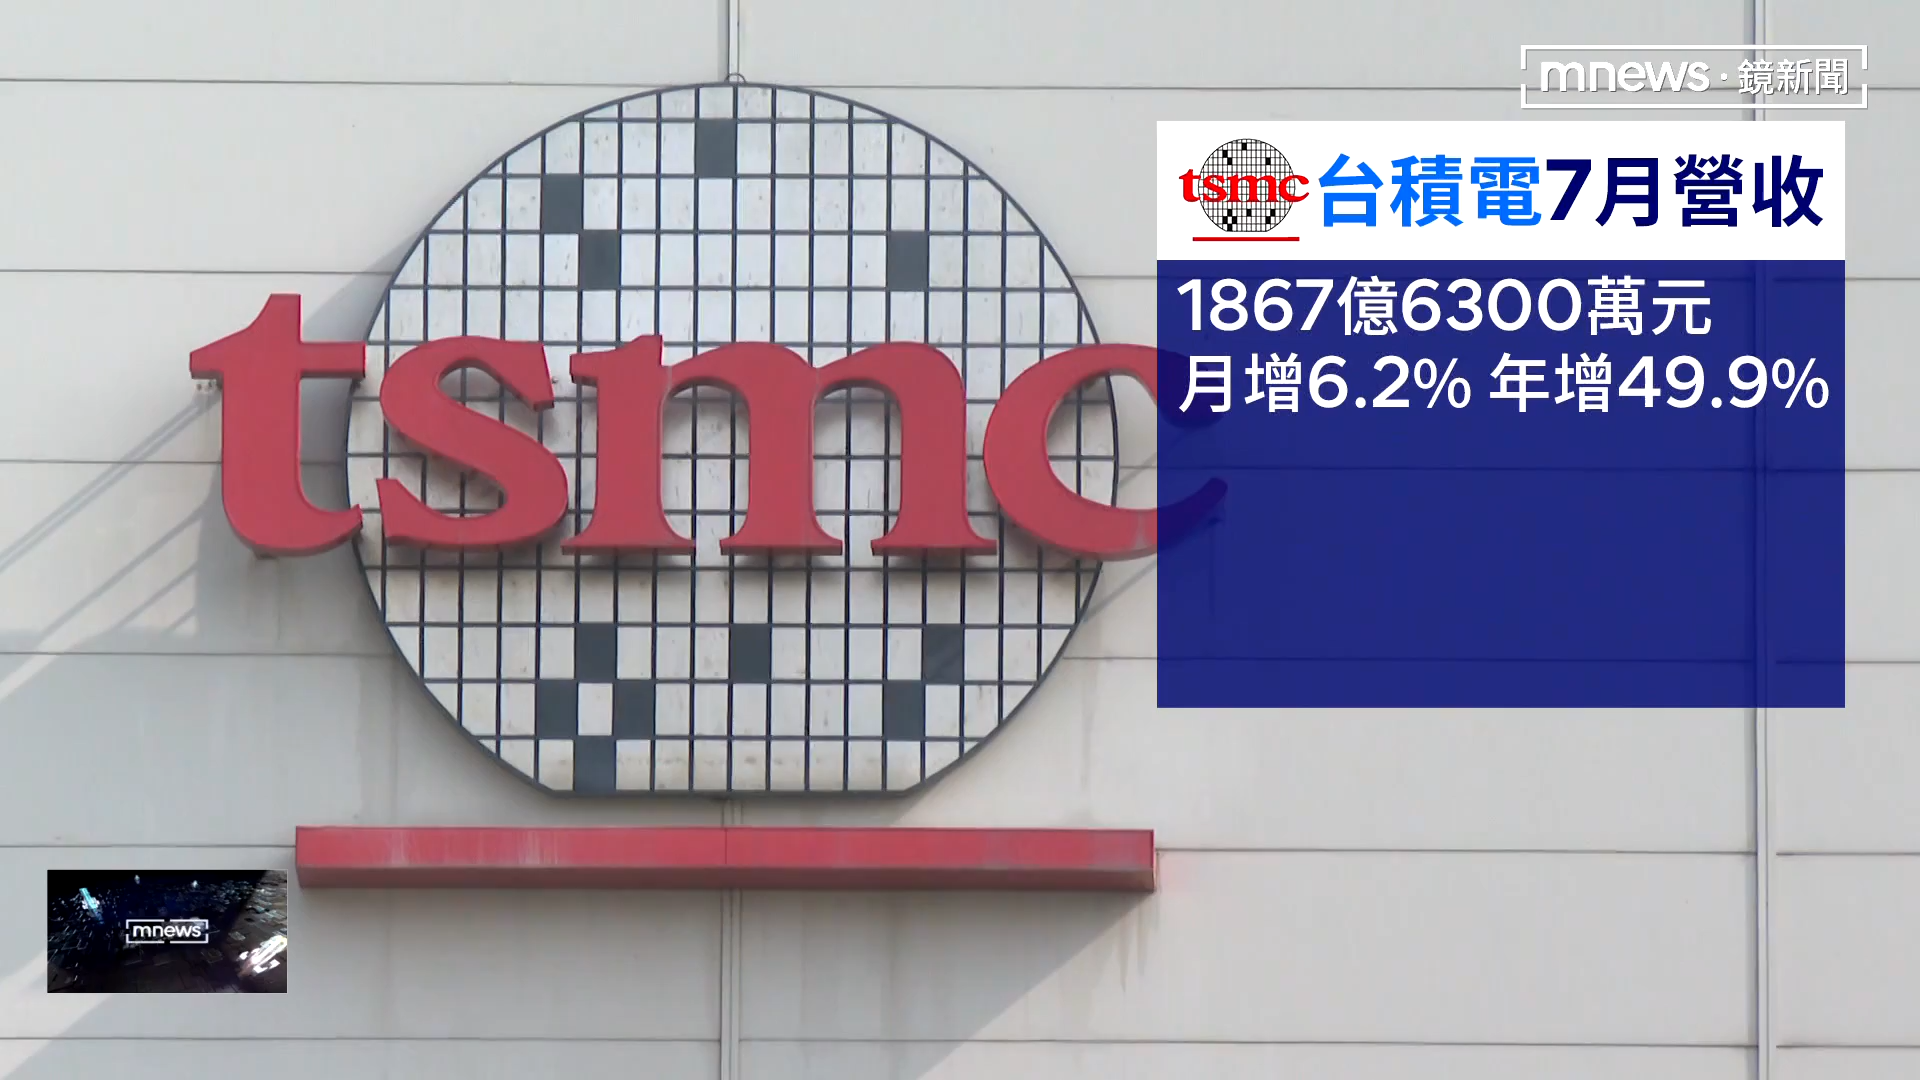 mnews·鏡新聞
tsmc 台積電7月營收
1867億6300萬元
月增6.2% 年增49.9%
tsmc
mnews